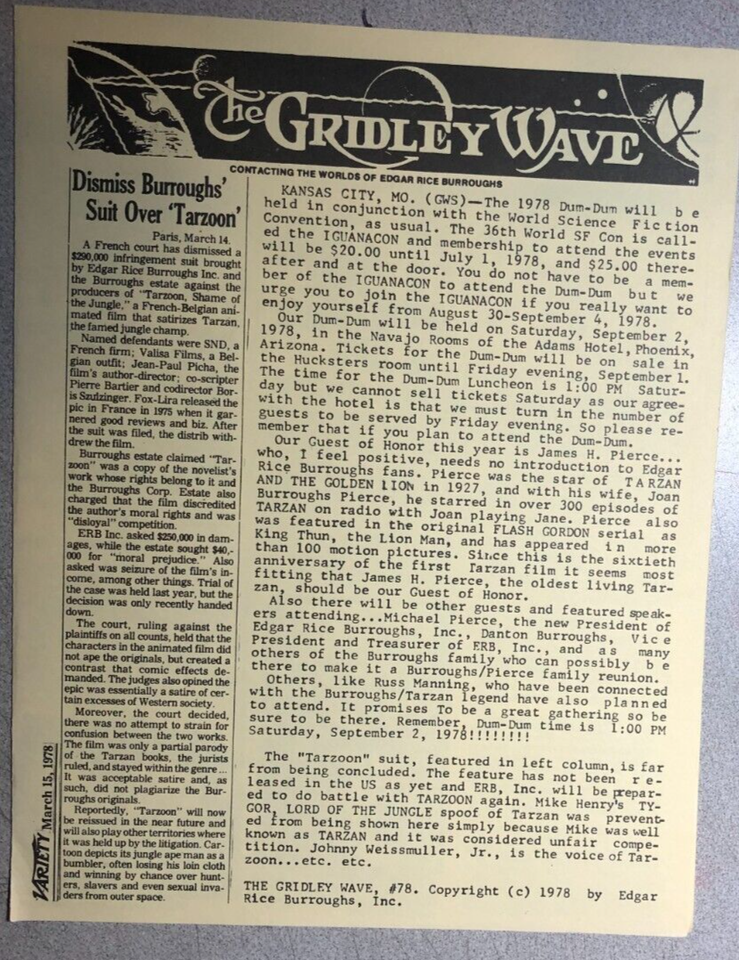 The GRIDLEY WAVE
CONTACTING THE WORLDS OF EDGAR RICE BURROUGHS
Dismiss Burroughs'
Suit Over 'Tarzoon'
Paris, March 14.
A French court has dismissed a
$290,000 infringement suit brought
by Edgar Rice Burroughs Inc. and
the Burroughs estate against the
producers of "Tarzoon, Shame of
the Jungle," a French-Belgian ani-
mated film that satirizes Tarzan,
the famed jungle champ.
Named defendants were SND, a
French firm; Valisa Films, a Bel-
gian outfit; Jean-Paul Picha, the
film's author-director; co-scripter
Pierre Bartier and codirector Bor-
is Szulzinger. Fox-Lira released the
pic in France in 1975 when it gar-
nered good reviews and biz. After
the suit was filed, the distrib with-
drew the film.
Burroughs estate claimed "Tar-
zoon" was a copy of the novelist's
work whose rights belong to it and
the Burroughs Corp. Estate also
charged that the film discredited
the author's moral rights and was
"disloyal" competition.
ERB Inc. asked $250,000 in dam-
ages, while the estate sought $40,-
000 for "moral prejudice." Also
asked was seizure of the film's in-
come, among other things. Trial of
the case was held last year, but the
decision was only recently handed
down.
The court, ruling against the
plaintiffs on all counts, held that the
characters in the animated film did
not ape the originals, but created a
contrast that comic effects de-
manded. The judges also opined the
epic was essentially a satire of cer-
tain excesses of Western society.
Moreover, the court decided,
there was no attempt to strain for
confusion between the two works.
The film was only a partial parody
of the Tarzan books, the jurists
ruled, and stayed within the genre ...
It was acceptable satire and, as
such, did not plagiarize the Bur-
roughs originals.
Reportedly, "Tarzoon" will now
be reissued in the near future and
will also play other territories where
it was held up by the litigation. Car-
toon depicts its jungle ape man as a
bumbler, often losing his loin cloth
and winning by chance over hunt-
ers, slavers and even sexual inva-
ders from outer space.
VARIETY March 15, 1978
KANSAS CITY, MO. (GWS)—The 1978 Dum-Dum will b e
held in conjunction with the World Science Fiction
Convention, as usual. The 36th World SF Con is call-
ed the IGUANACON and membership to attend the events
will be $20.00 until July 1, 1978, and $25.00 there-
after and at the door. You do not have to be a mem-
ber of the IGUANACON to attend the Dum-Dum but we
urge you to join the IGUANACON if you really want to
enjoy yourself from August 30-September 4, 1978.
Our Dum-Dum will be held on Saturday, September 2,
1978, in the Navajo Rooms of the Adams Hotel, Phoenix,
Arizona. Tickets for the Dum-Dum will be on sale in
the Hucksters room until Friday evening, September 1.
The time for the Dum-Dum Luncheon is 1:00 PM Satur-
day but we cannot sell tickets Saturday as our agree-
with the hotel is that we must turn in the number of
guests to be served by Friday evening. So please re-
member that if you plan to attend the Dum-Dum.
Our Guest of Honor this year is James H. Pierce...
who, I feel positive, needs no introduction to Edgar
Rice Burroughs fans. Pierce was the star of TARZAN
AND THE GOLDEN LION in 1927, and with his wife, Joan
Burroughs Pierce, he starred in over 300 episodes of
TARZAN on radio with Joan playing Jane. Pierce also
was featured in the original FLASH GORDON serial as
King Thun, the Lion Man, and has appeared in more
than 100 motion pictures. Since this is the sixtieth
anniversary of the first Tarzan film it seems most
fitting that James H. Pierce, the oldest living Tar-
zan, should be our Guest of Honor.
Also there will be other guests and featured speak-
ers attending...Michael Pierce, the new President of
Edgar Rice Burroughs, Inc., Danton Burroughs, Vice
President and Treasurer of ERB, Inc., and as many
others of the Burroughs family who can possibly b e
there to make it a Burroughs/Pierce family reunion.
Others, like Russ Manning, who have been connected
with the Burroughs/Tarzan legend have also planned
to attend. It promises To be a great gathering so be
sure to be there. Remember, Dum-Dum time is 1:00 PM
Saturday, September 2, 1978!!!!!!!!
The "Tarzoon" suit, featured in left column, is far
from being concluded. The feature has not been r e-
leased in the US as yet and ERB, Inc. will be prepar-
ed to do battle with TARZOON again. Mike Henry's TY-
GOR, LORD OF THE JUNGLE spoof of Tarzan was prevent-
ed from being shown here simply because Mike was well
known as TARZAN and it was considered unfair compe-
tition. Johnny Weissmuller, Jr., is the voice of Tar-
zoon...etc. etc.
THE GRIDLEY WAVE, #78. Copyright (c) 1978 by Edgar
Rice Burroughs, Inc.